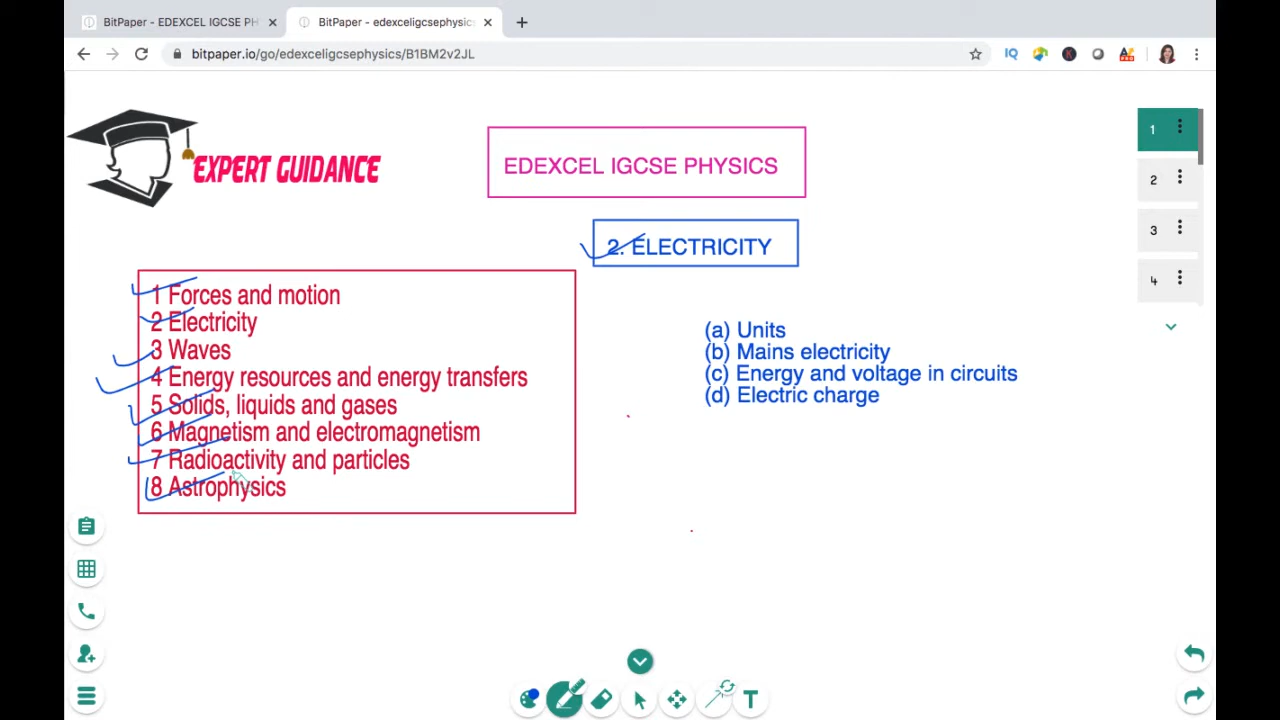 BitPaper - EDEXCEL IGCSE PH
BitPaper - edexceligcsephysics
bitpaper.io/go/edexceligcsephysics/B1BM2v2JL
IQ
EXPERT GUIDANCE
EDEXCEL IGCSE PHYSICS
2. ELECTRICITY
1 Forces and motion
2 Electricity
3 Waves
4 Energy resources and energy transfers
5 Solids, liquids and gases
6 Magnetism and electromagnetism
7 Radioactivity and particles
8 Astrophysics
(a) Units
(b) Mains electricity
(c) Energy and voltage in circuits
(d) Electric charge
1
2
3
4
T